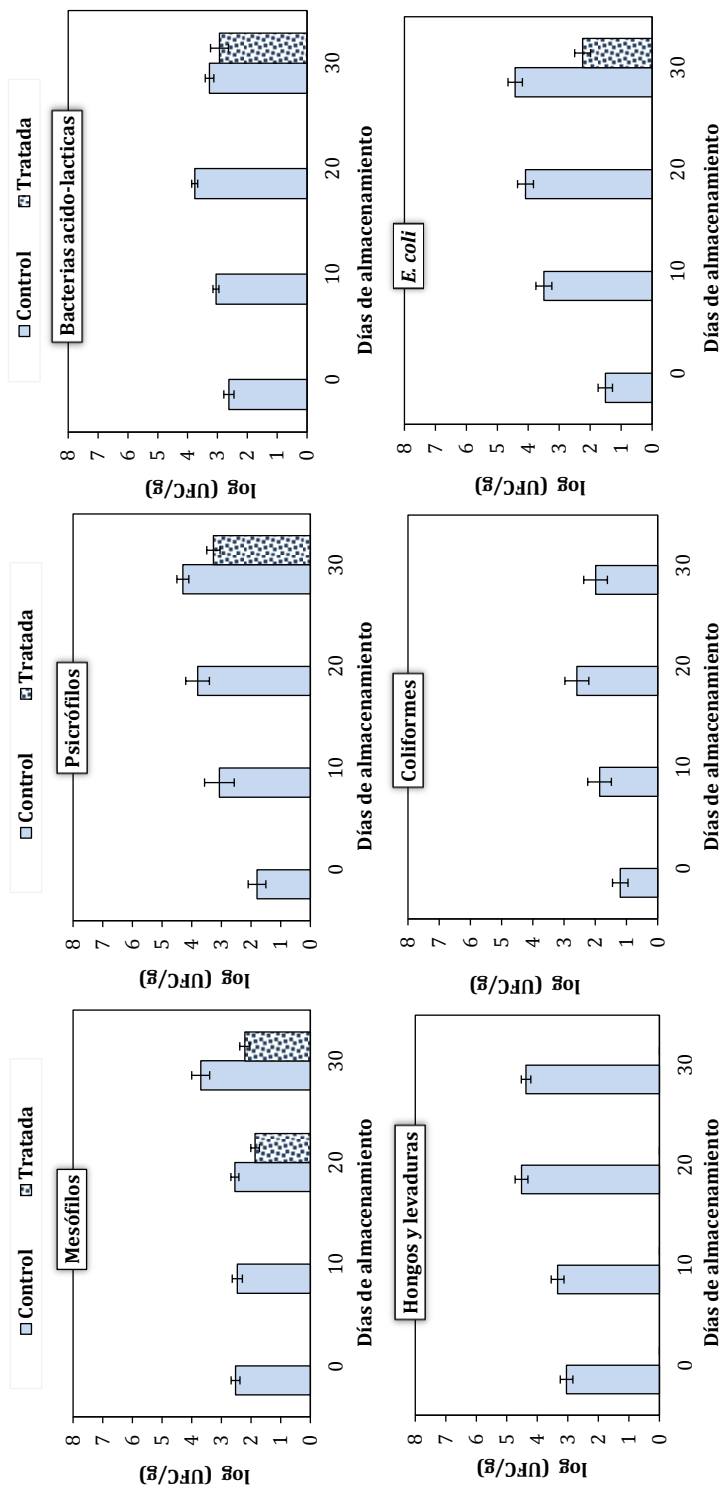 Control Tratada
Mesófilos
log (UFC/g)
8
7
6
5
4
3
2
1
0
0 10 20 30
Días de almacenamiento
Control Tratada
Psicrófilos
log (UFC/g)
8
7
6
5
4
3
2
1
0
0 10 20 30
Días de almacenamiento
Control Tratada
Bacterias acido-lacticas
log (UFC/g)
8
7
6
5
4
3
2
1
0
0 10 20 30
Días de almacenamiento
Hongos y levaduras
log (UFC/g)
8
7
6
5
4
3
2
1
0
0 10 20 30
Días de almacenamiento
Coliformes
log (UFC/g)
8
7
6
5
4
3
2
1
0
0 10 20 30
Días de almacenamiento
E. coli
log (UFC/g)
8
7
6
5
4
3
2
1
0
0 10 20 30
Días de almacenamiento